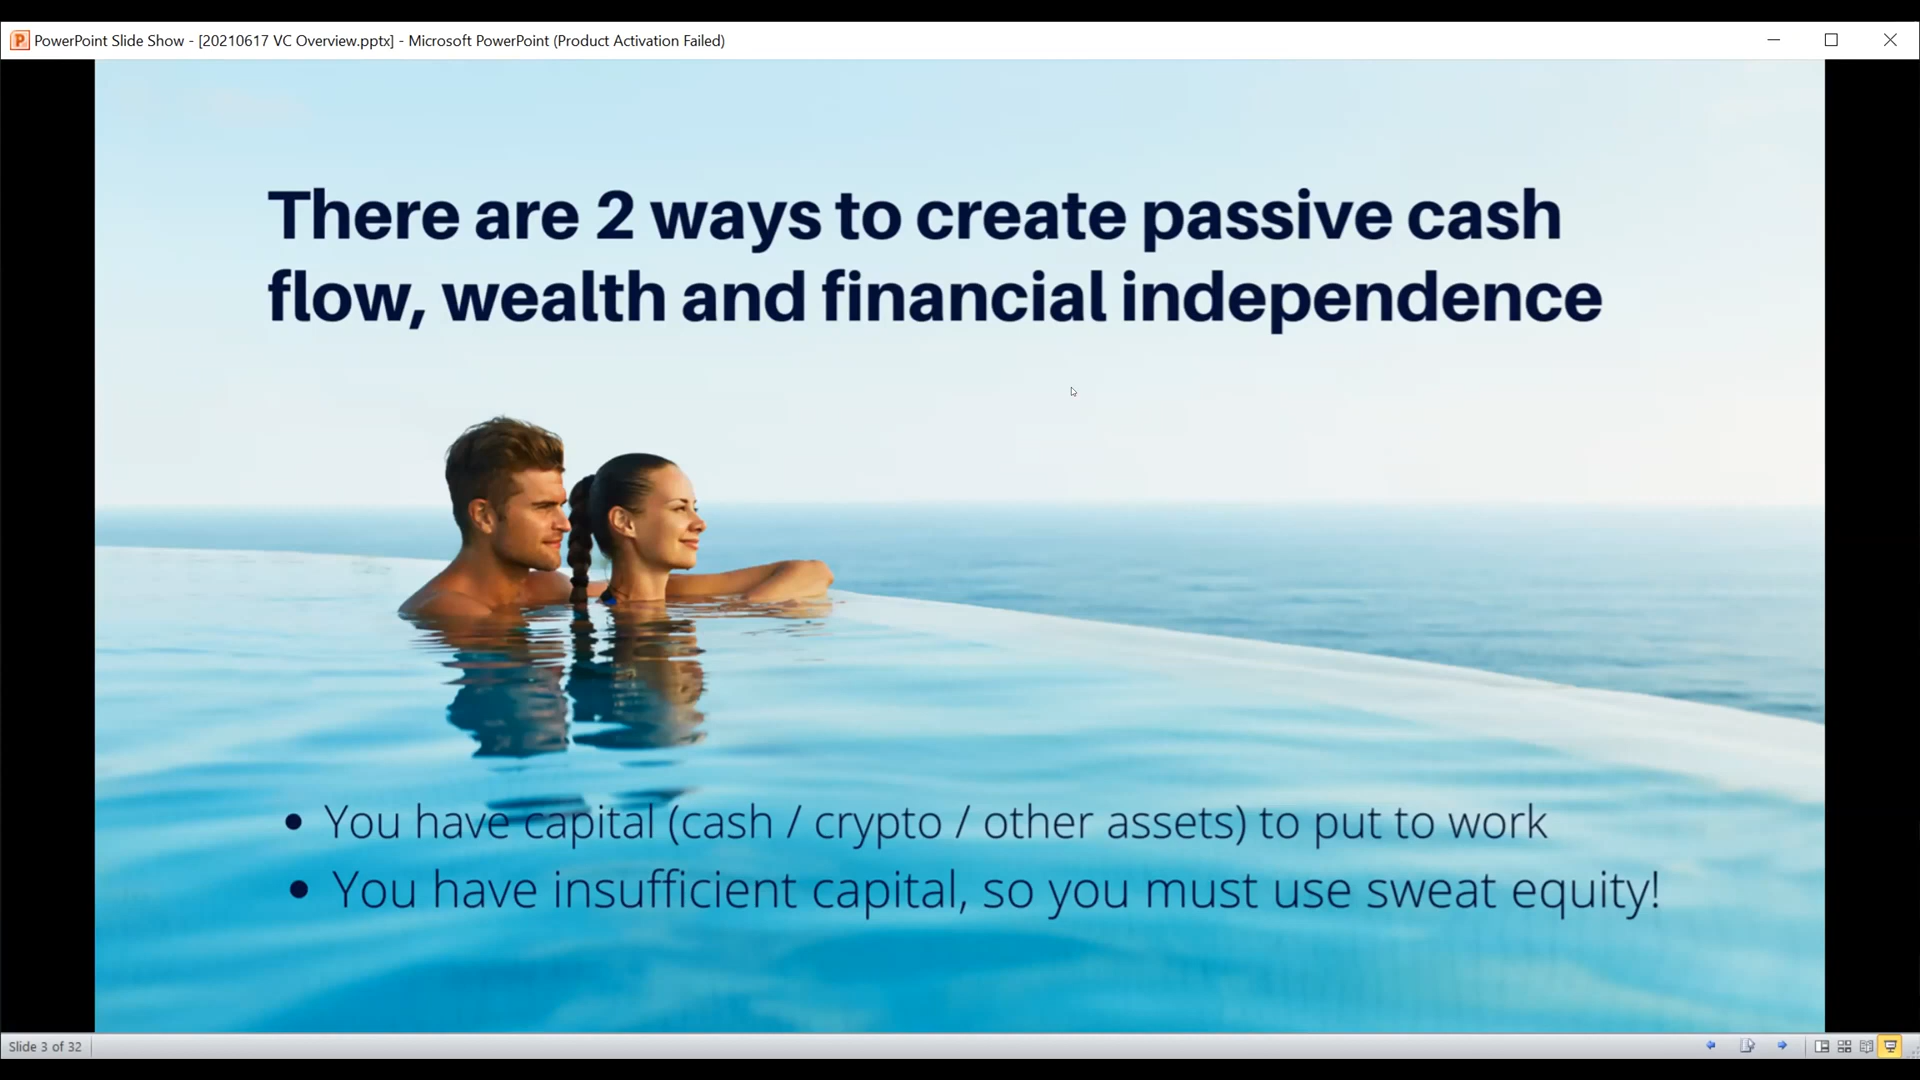 PowerPoint Slide Show - [20210617 VC Overview.pptx] - Microsoft PowerPoint (Product Activation Failed)
There are 2 ways to create passive cash
flow, wealth and financial independence
• You have capital (cash / crypto / other assets) to put to work
• You have insufficient capital, so you must use sweat equity!
Slide 3 of 32